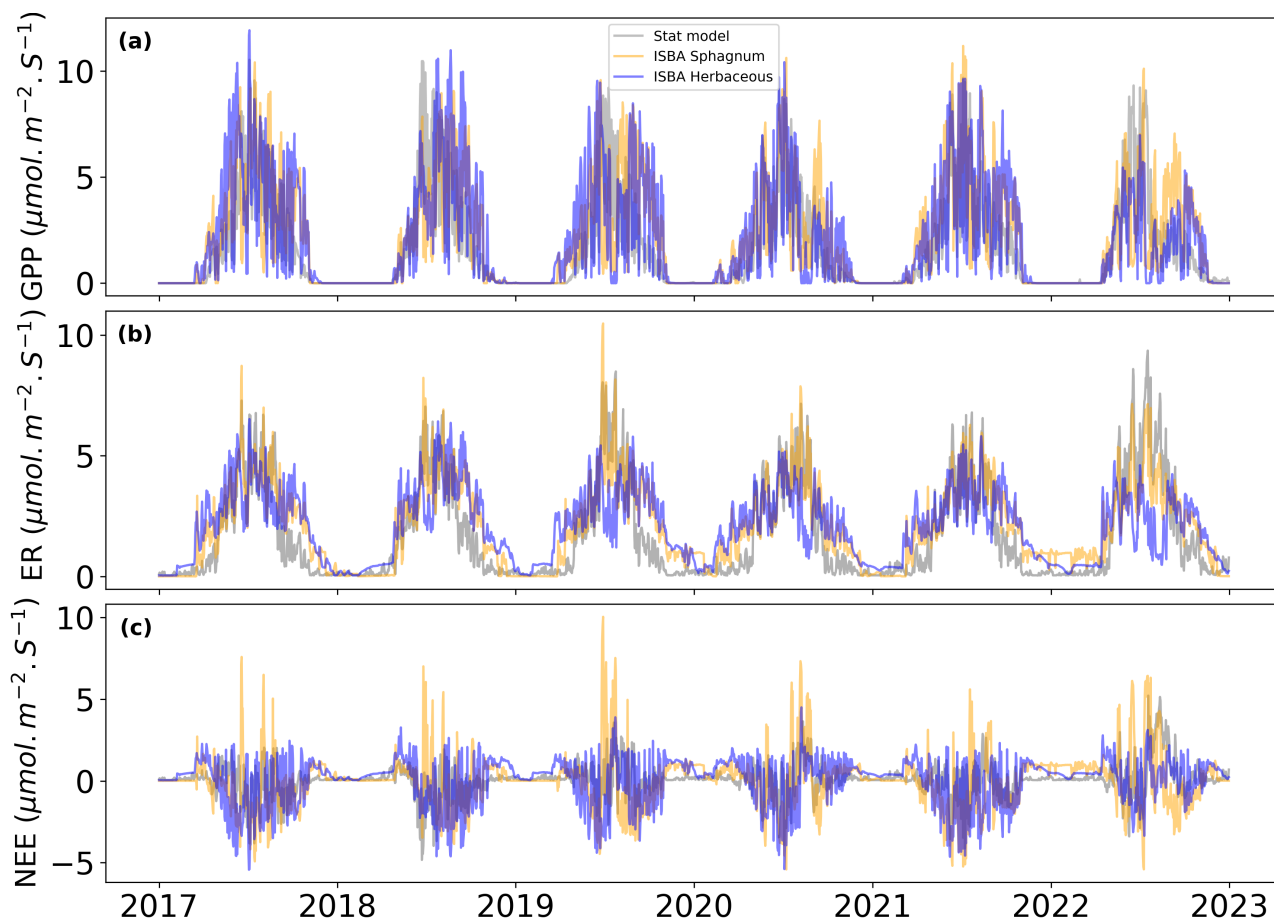 (a)
Stat model
ISBA Sphagnum
ISBA Herbaceous
GPP (μmol. m⁻². S⁻¹)
10
5
0
(b)
ER (μmol. m⁻². S⁻¹)
10
5
0
(c)
NEE (μmol. m⁻². S⁻¹)
10
5
0
−5
2017 2018 2019 2020 2021 2022 2023